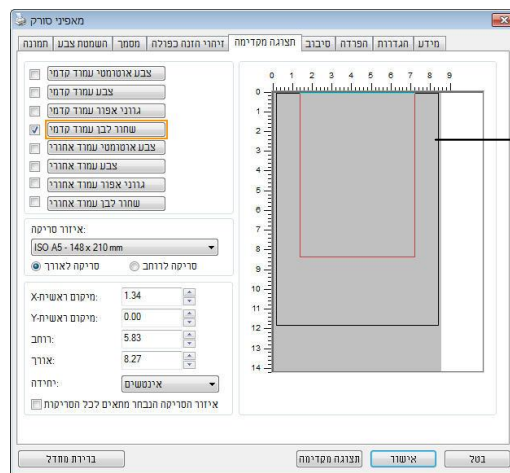 מאפיני סורק
תמונה השמטת צבע מסמך זיהוי הזנה כפולה תצוגה מקדימה סיבוב הפרדה הגדרות מידע
צבע אוטומטי עמוד קדמי
צבע עמוד קדמי
גווני אפור עמוד קדמי
שחור לבן עמוד קדמי
צבע אוטומטי עמוד אחורי
צבע עמוד אחורי
גווני אפור עמוד אחורי
שחור לבן עמוד אחורי
איזור סריקה:
ISO A5 - 148 x 210 mm
סריקה לאורך סריקה לרוחב
מיקום ראשית-X: 1.34
מיקום ראשית-Y: 0.00
רוחב: 5.83
אורך: 8.27
יחידה: אינטשים
איזור הסריקה הנבחר מתאים לכל הסריקות
0 1 2 3 4 5 6 7 8 9
0
1
2
3
4
5
6
7
8
9
10
11
12
13
14
ברירת מחדל תצוגה מקדימה אישור בטל